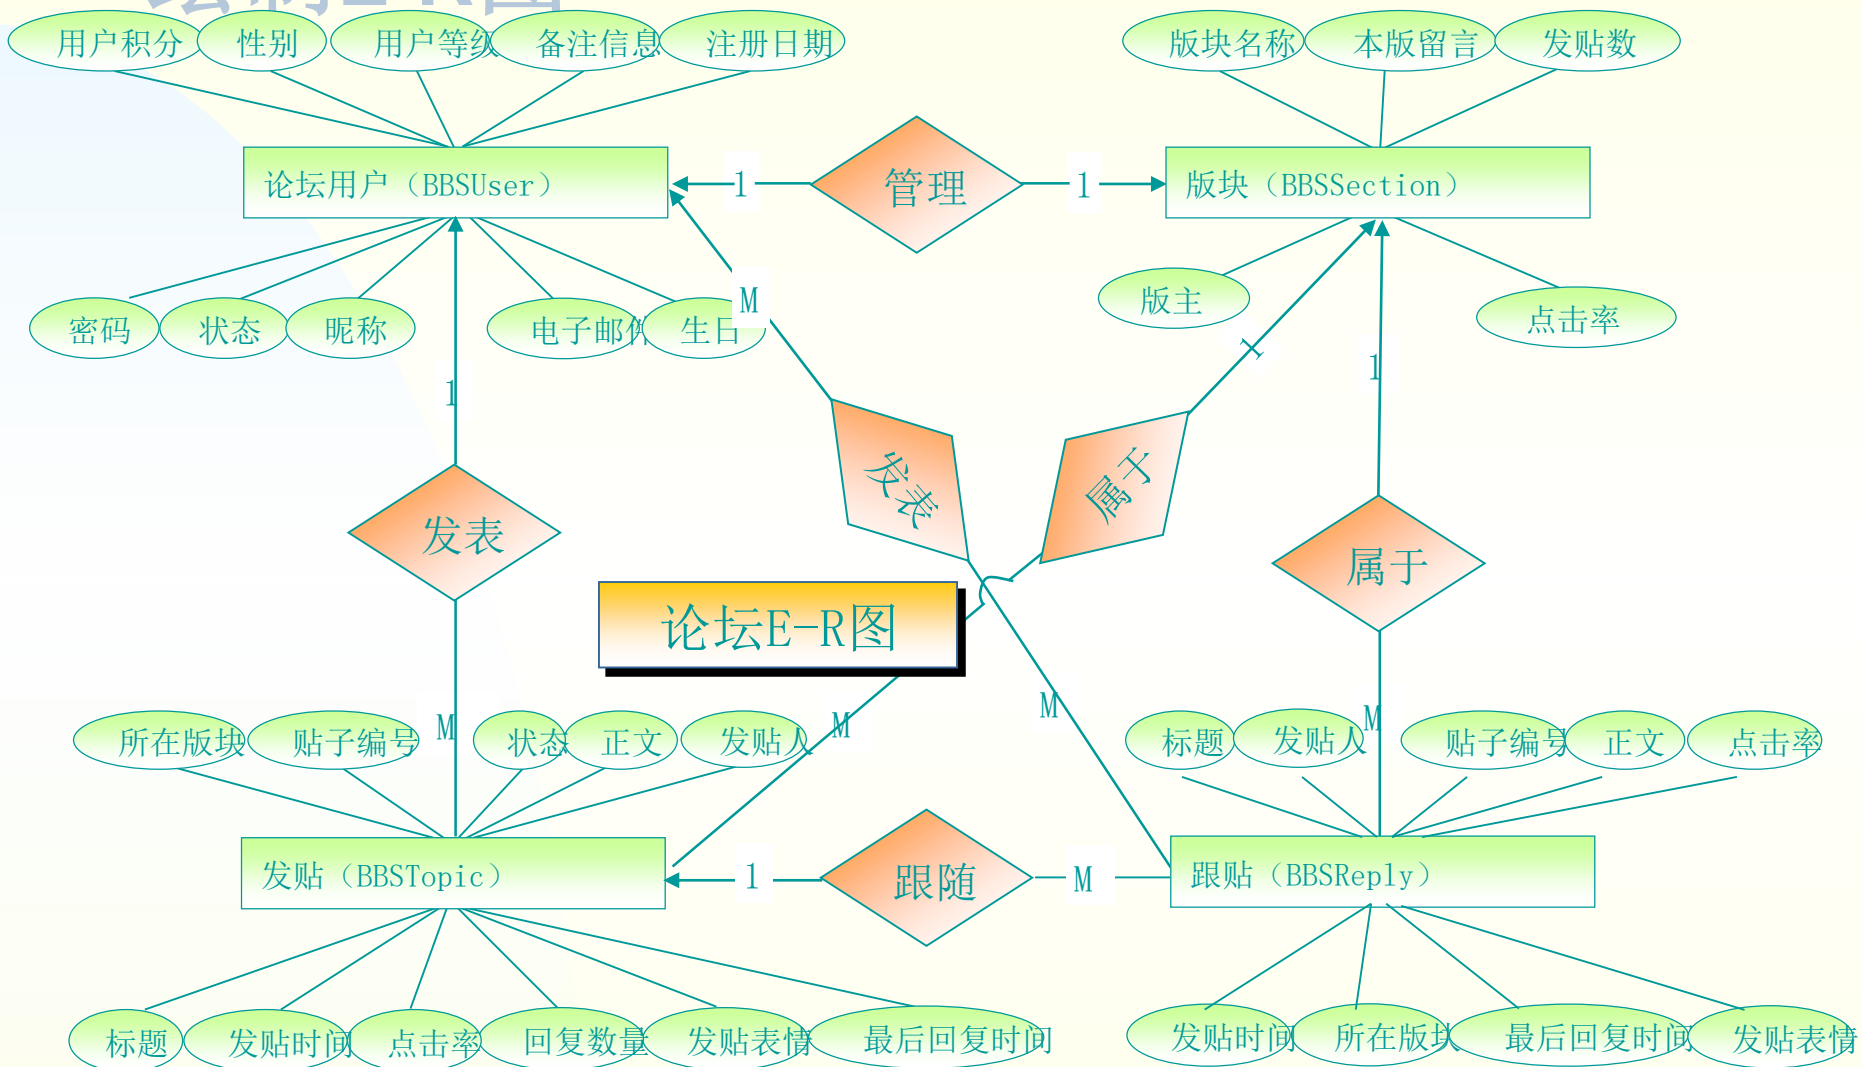 绘制E-R图
用户积分
性别
用户等级
备注信息
注册日期
版块名称
本版留言
发贴数
论坛用户（BBSUser）
1
管理
1
版块（BBSSection）
密码
状态
昵称
电子邮件
生日
M
版主
点击率
1
1
1
发表
发表
属于
属于
论坛E-R图
M
M
M
M
所在版块
贴子编号
状态
正文
发贴人
标题
发贴人
贴子编号
正文
点击率
发贴（BBSTopic）
1
跟随
M
跟贴（BBSReply）
标题
发贴时间
点击率
回复数量
发贴表情
最后回复时间
发贴时间
所在版块
最后回复时间
发贴表情